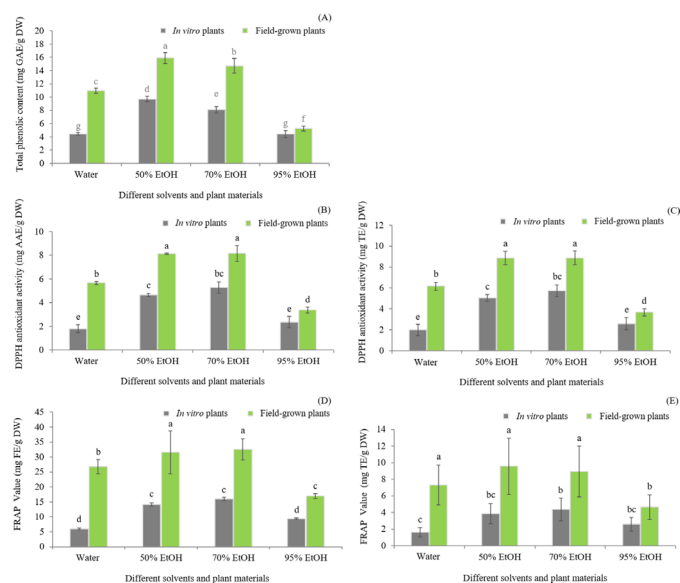 (A)
In vitro plants Field-grown plants
Total phenolic content (mg GAE/g DW)
20
18
16
14
12
10
8
6
4
2
0
g c d a e b g f
Water 50% EtOH 70% EtOH 95% EtOH
Different solvents and plant materials
(B)
In vitro plants Field-grown plants
DPPH antioxidant activity (mg AAE/g DW)
10
8
6
4
2
0
e b c a bc a e d
Water 50% EtOH 70% EtOH 95% EtOH
Different solvents and plant materials
(C)
In vitro plants Field-grown plants
DPPH antioxidant activity (mg TE/g DW)
12
10
8
6
4
2
0
e b c a bc a e d
Water 50% EtOH 70% EtOH 95% EtOH
Different solvents and plant materials
(D)
In vitro plants Field-grown plants
FRAP Value (mg FE/g DW)
45
40
35
30
25
20
15
10
5
0
d b c a c a d c
Water 50% EtOH 70% EtOH 95% EtOH
Different solvents and plant materials
(E)
In vitro plants Field-grown plants
FRAP Value (mg TE/g DW)
14
12
10
8
6
4
2
0
c a bc a b a bc b
Water 50% EtOH 70% EtOH 95% EtOH
Different solvents and plant materials